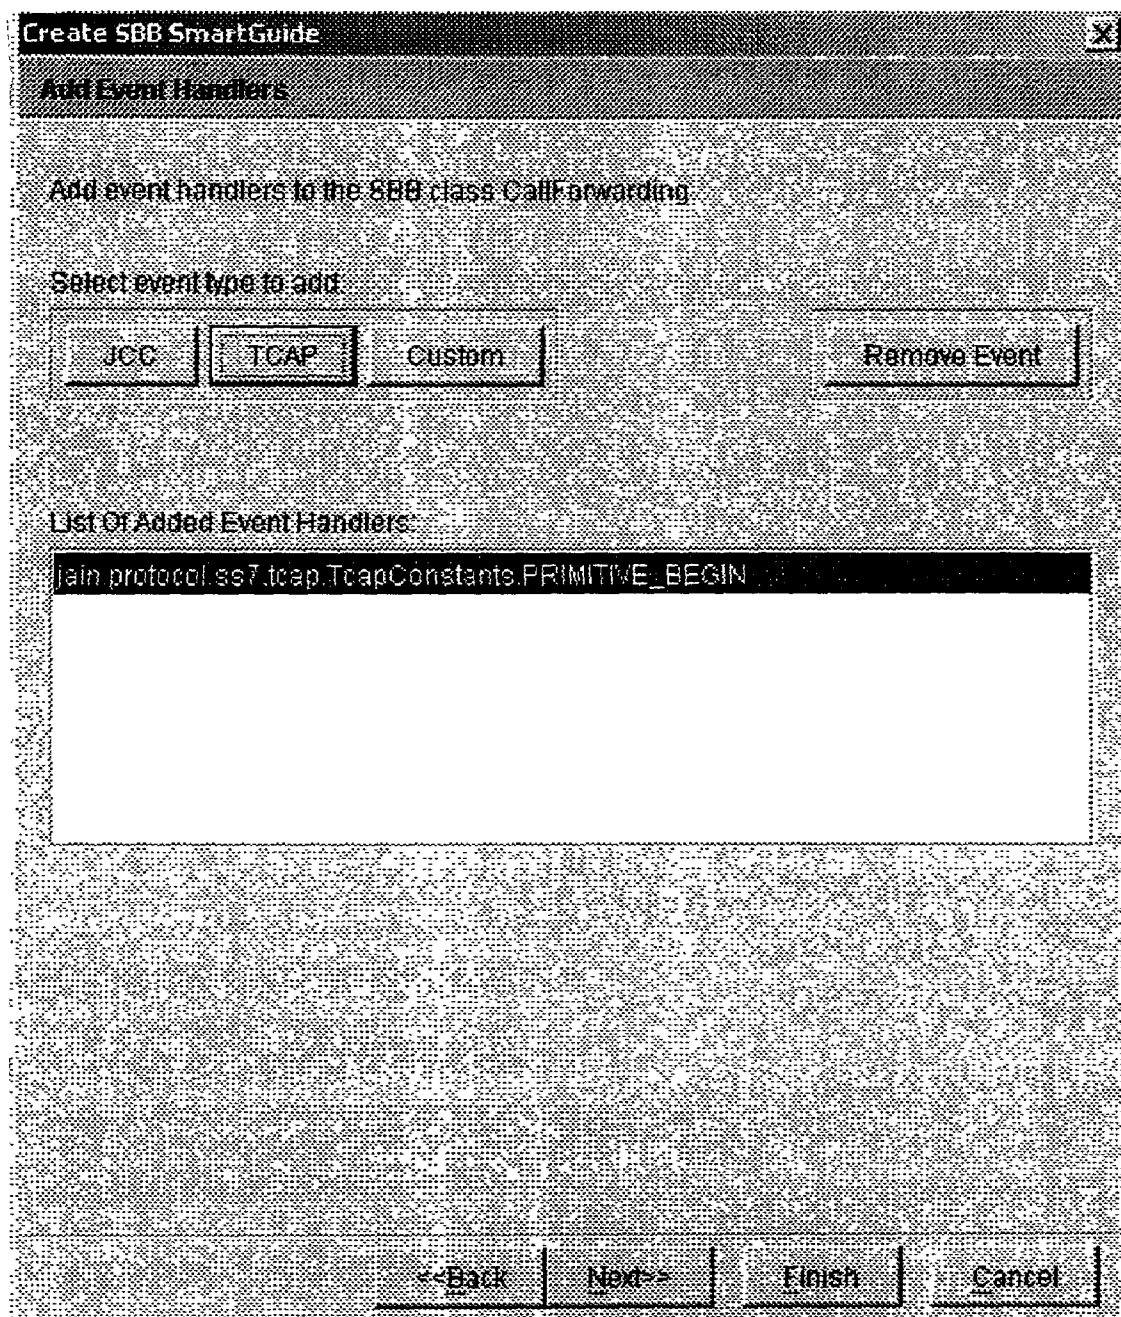 Create SBB SmartGuide
Add Event Handlers
Add event handlers to the SBB class CallForwarding
Select event type to add:
JCC TCAP Custom Remove Event
List Of Added Event Handlers:
jain.protocol.ss7.tcap.TcapConstants.PRIMITIVE_BEGIN
<<Back Next>> Finish Cancel